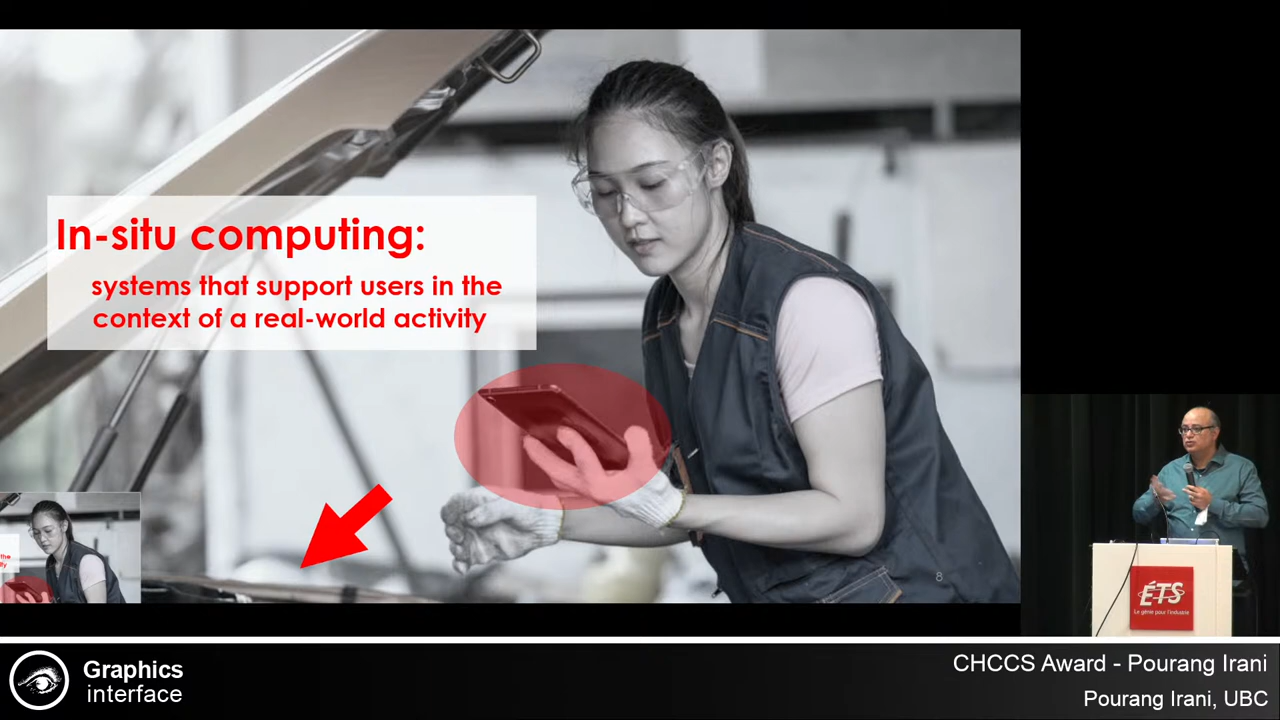 In-situ computing:
systems that support users in the
context of a real-world activity
8
the
ÉTS
Le génie pour l'industrie
Graphics
interface
CHCCS Award - Pourang Irani
Pourang Irani, UBC